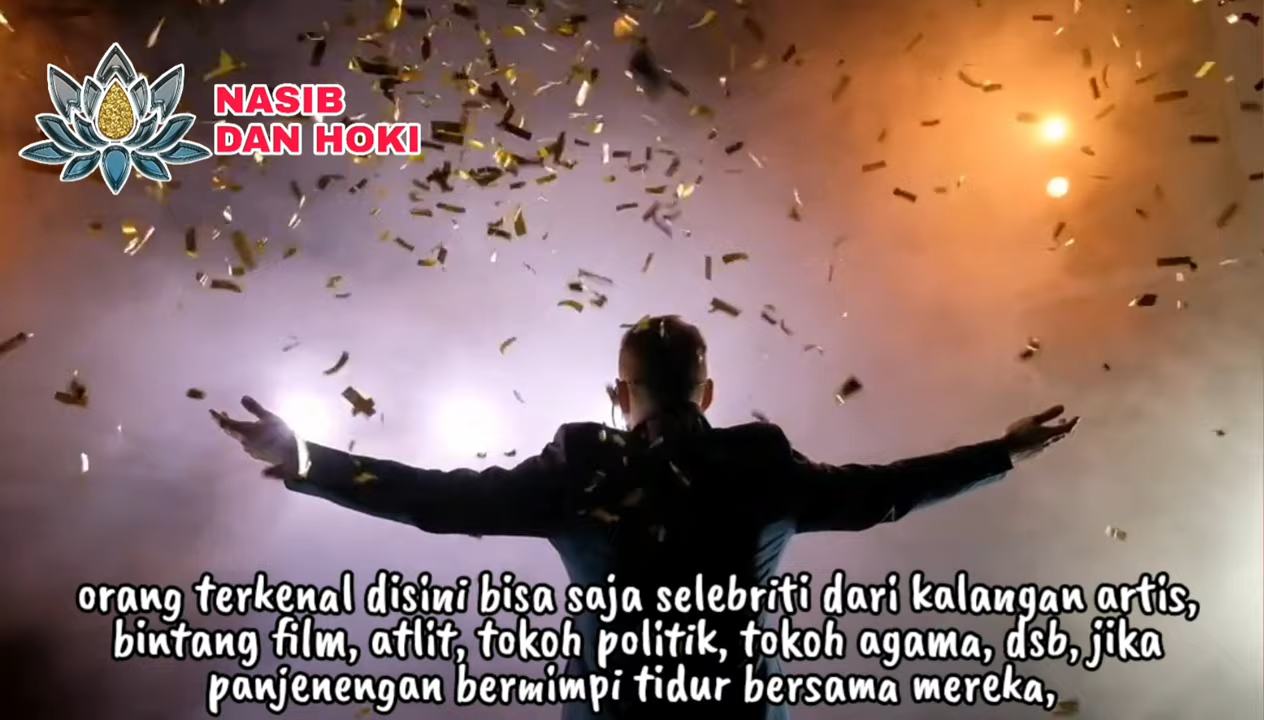 NASIB
DAN HOKI
orang terkenal disini bisa saja selebriti dari kalangan artis,
bintang film, atlit, tokoh politik, tokoh agama, dsb, jika
panjenengan bermimpi tidur bersama mereka,